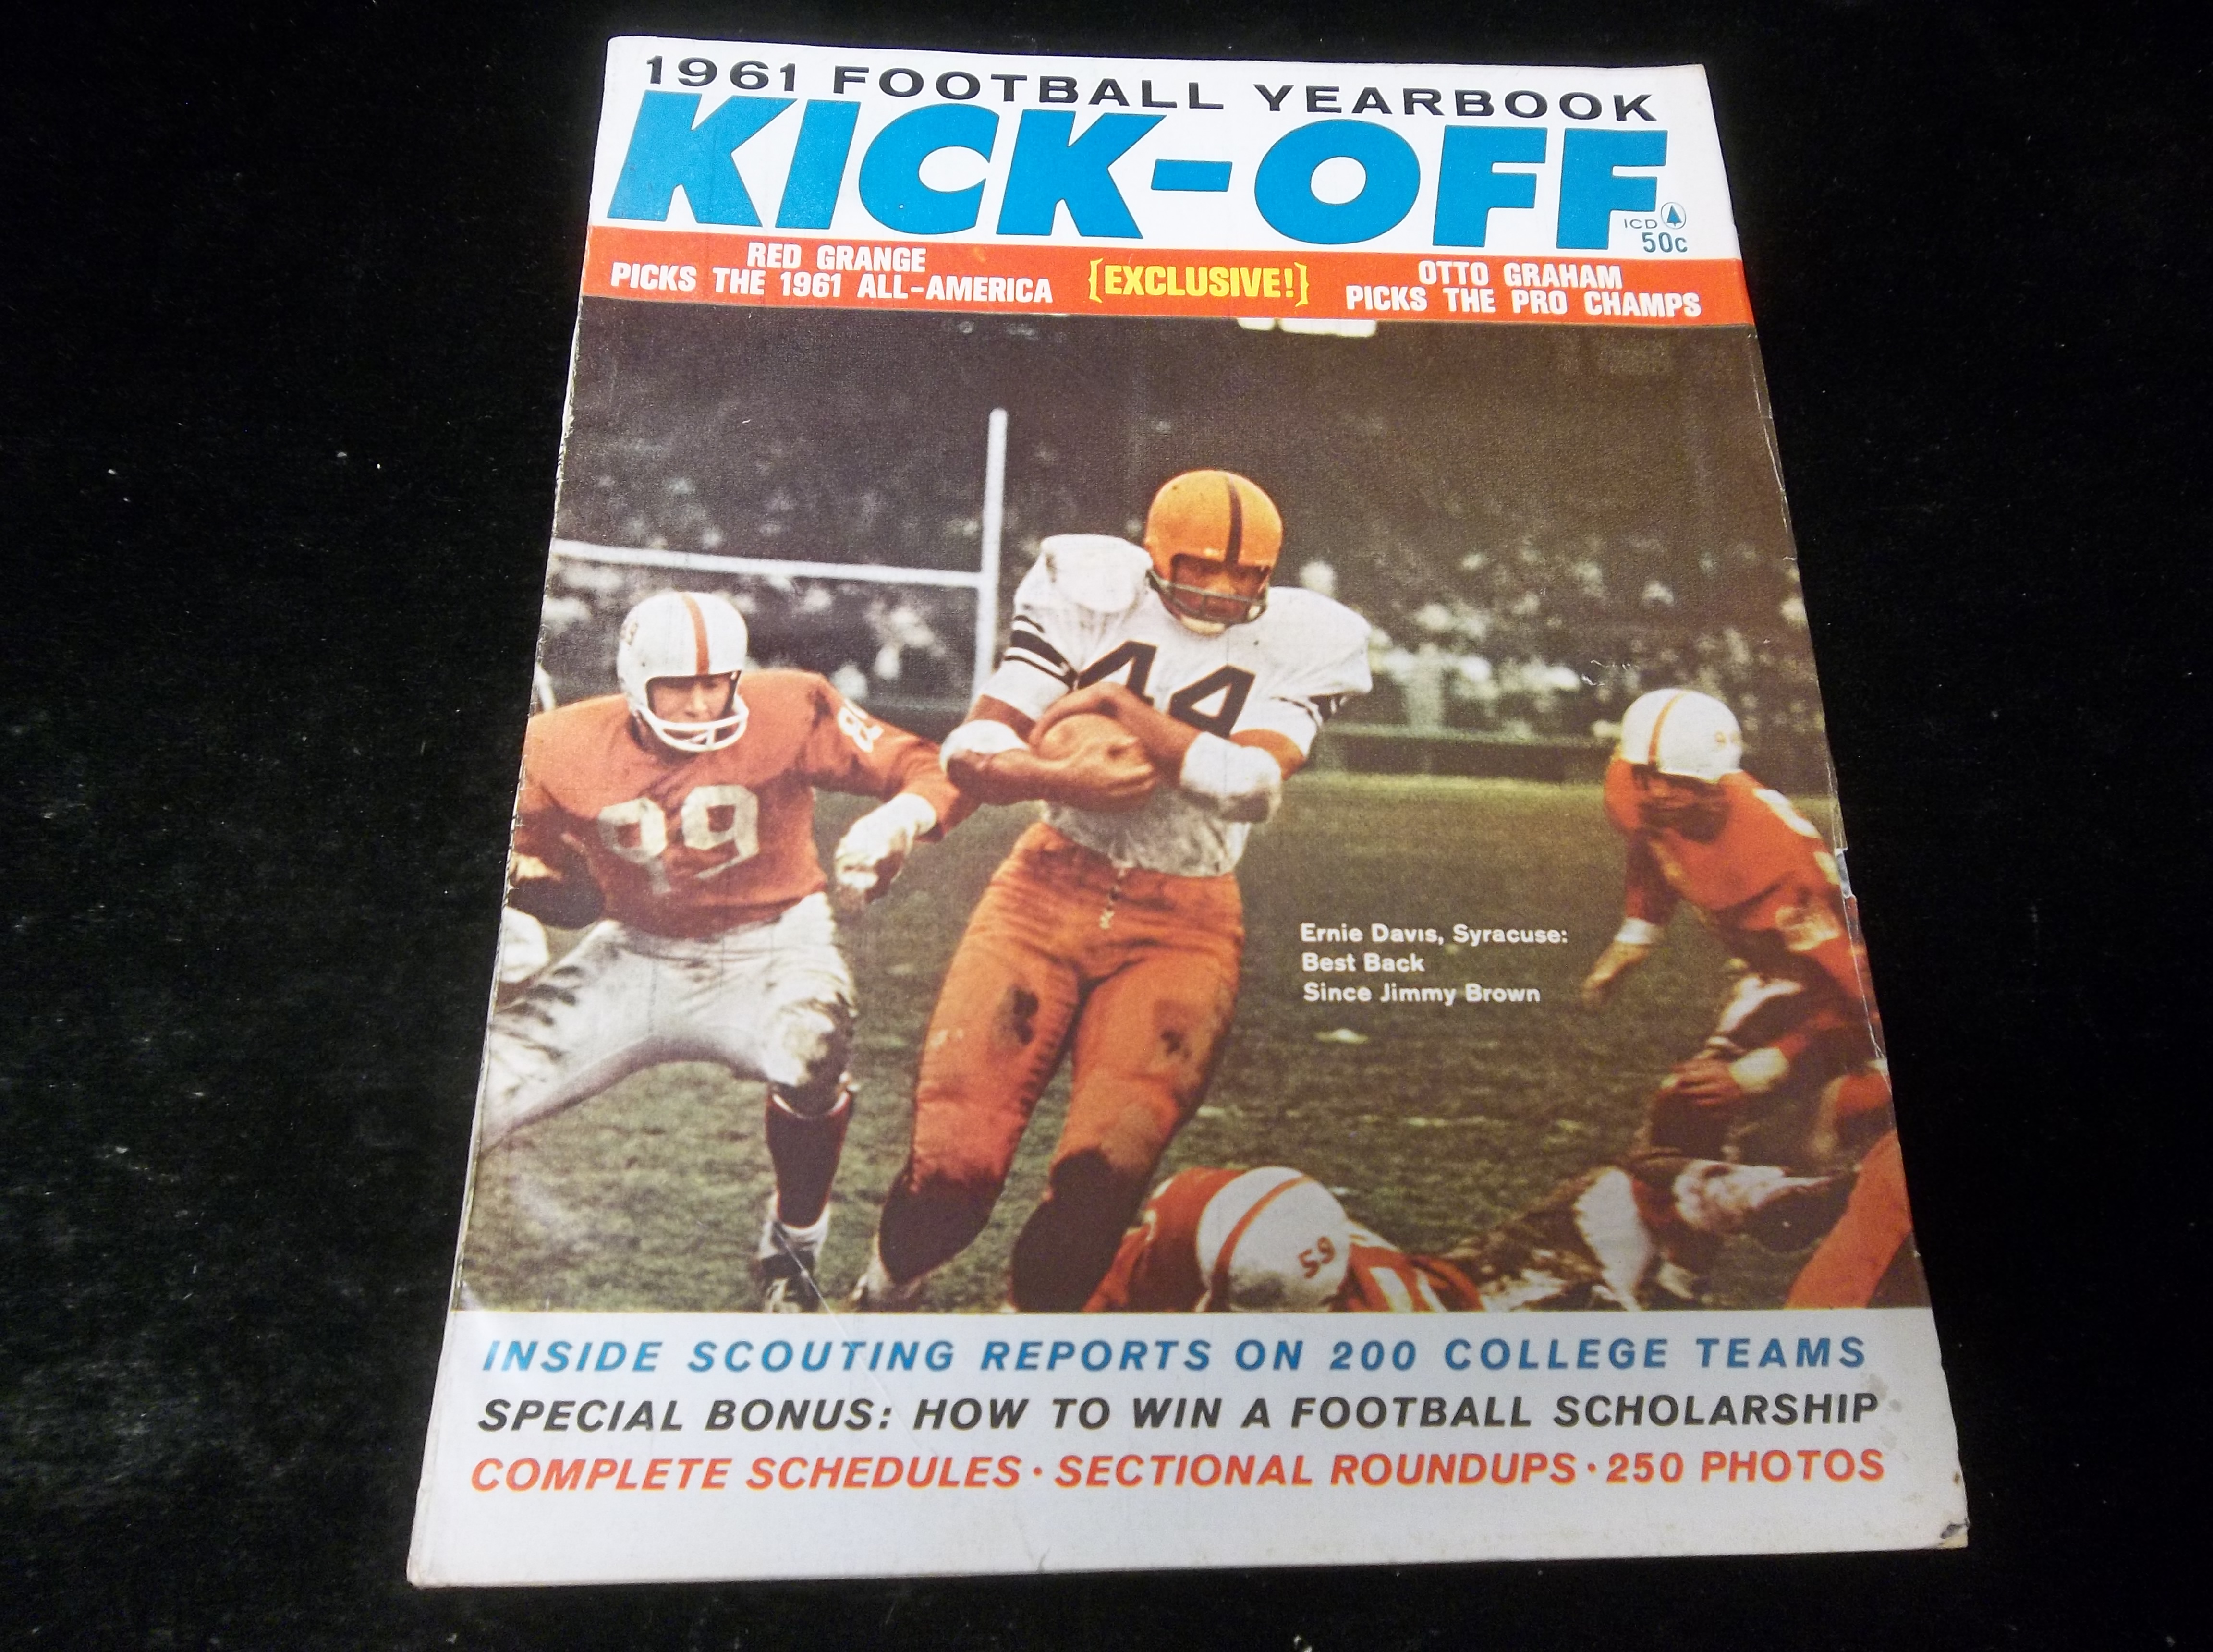 1961 FOOTBALL YEARBOOK
KICK-OFF
ICD
50c
RED GRANGE
PICKS THE 1961 ALL-AMERICA
{EXCLUSIVE!}
OTTO GRAHAM
PICKS THE PRO CHAMPS
44
99
59
Ernie Davis, Syracuse:
Best Back
Since Jimmy Brown
INSIDE SCOUTING REPORTS ON 200 COLLEGE TEAMS
SPECIAL BONUS: HOW TO WIN A FOOTBALL SCHOLARSHIP
COMPLETE SCHEDULES · SECTIONAL ROUNDUPS · 250 PHOTOS